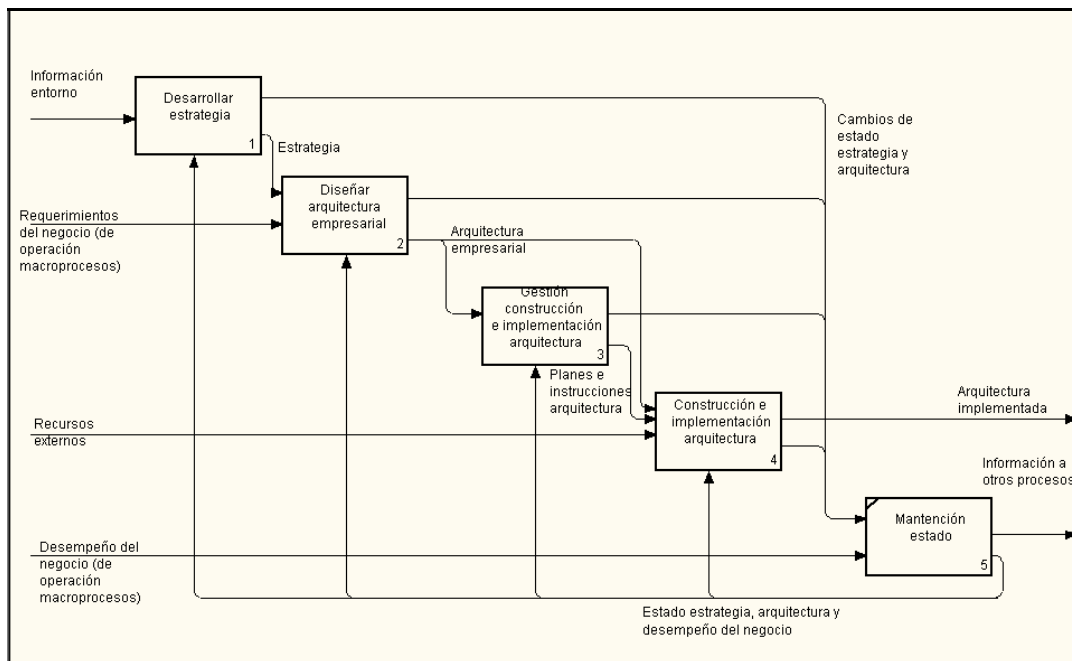 Información
entorno
Desarrollar
estrategia
1
Estrategia
Cambios de
estado
estrategia y
arquitectura
Requerimientos
del negocio (de
operación
macroprocesos)
Diseñar
arquitectura
empresarial
2
Arquitectura
empresarial
Gestión
construcción
e implementación
arquitectura
3
Planes e
instrucciones
arquitectura
Recursos
externos
Construcción e
implementación
arquitectura
4
Arquitectura
implementada
Información a
otros procesos
Mantención
estado
5
Desempeño del
negocio (de
operación
macroprocesos)
Estado estrategia, arquitectura y
desempeño del negocio